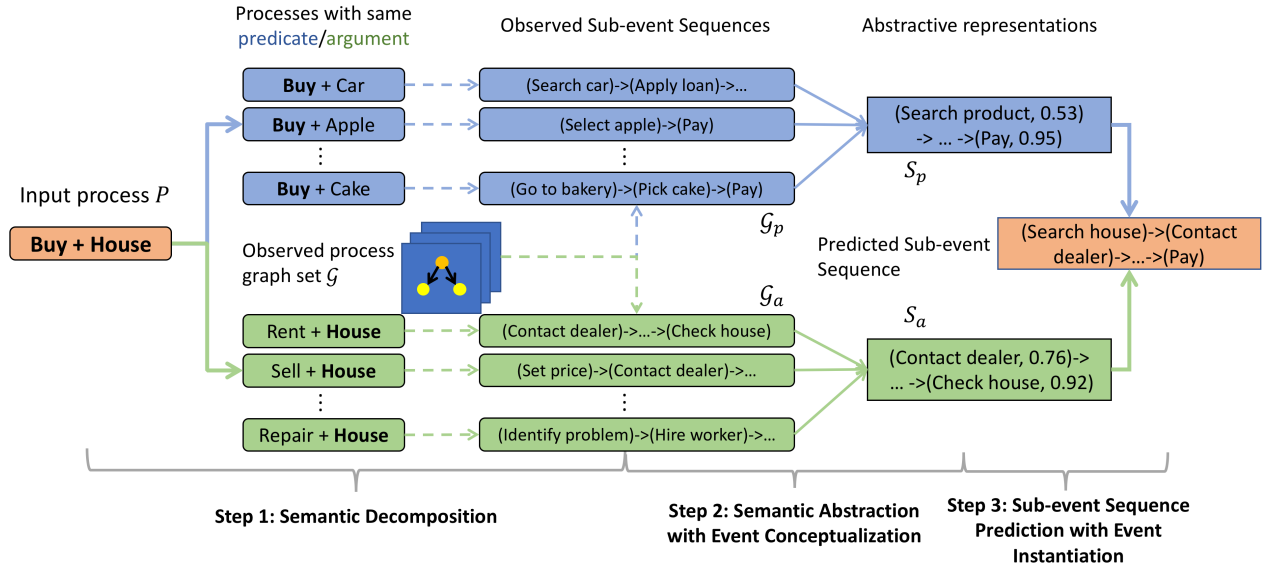 Processes with same
predicate/argument
Observed Sub-event Sequences
Abstractive representations
Input process P
Buy + House
Buy + Car
Buy + Apple
⋮
Buy + Cake
(Search car)->(Apply loan)->...
(Select apple)->(Pay)
⋮
(Go to bakery)->(Pick cake)->(Pay)
𝒢p
(Search product, 0.53)
-> ... ->(Pay, 0.95)
Sp
Observed process
graph set 𝒢
Predicted Sub-event
Sequence
(Search house)->(Contact
dealer)->...->(Pay)
𝒢a
Rent + House
Sell + House
⋮
Repair + House
(Contact dealer)->...->(Check house)
(Set price)->(Contact dealer)->...
⋮
(Identify problem)->(Hire worker)->...
Sa
(Contact dealer, 0.76)->
... ->(Check house, 0.92)
Step 1: Semantic Decomposition
Step 2: Semantic Abstraction
with Event Conceptualization
Step 3: Sub-event Sequence
Prediction with Event
Instantiation